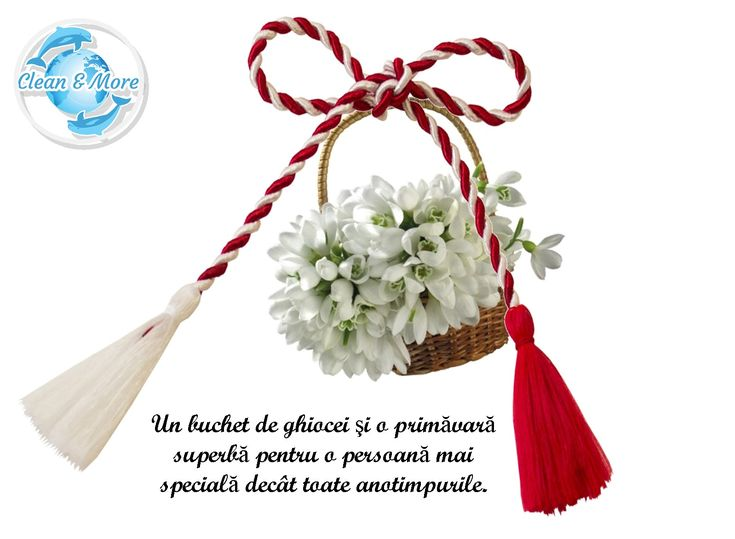 Clean & More
Un buchet de ghiocei şi o primăvară
superbă pentru o persoană mai
specială decât toate anotimpurile.